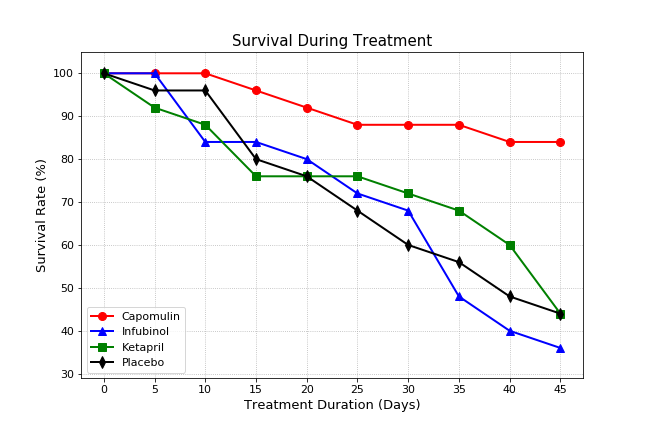 Survival During Treatment
Survival Rate (%)
100
90
80
70
60
50
40
30
Capomulin
Infubinol
Ketapril
Placebo
0 5 10 15 20 25 30 35 40 45
Treatment Duration (Days)